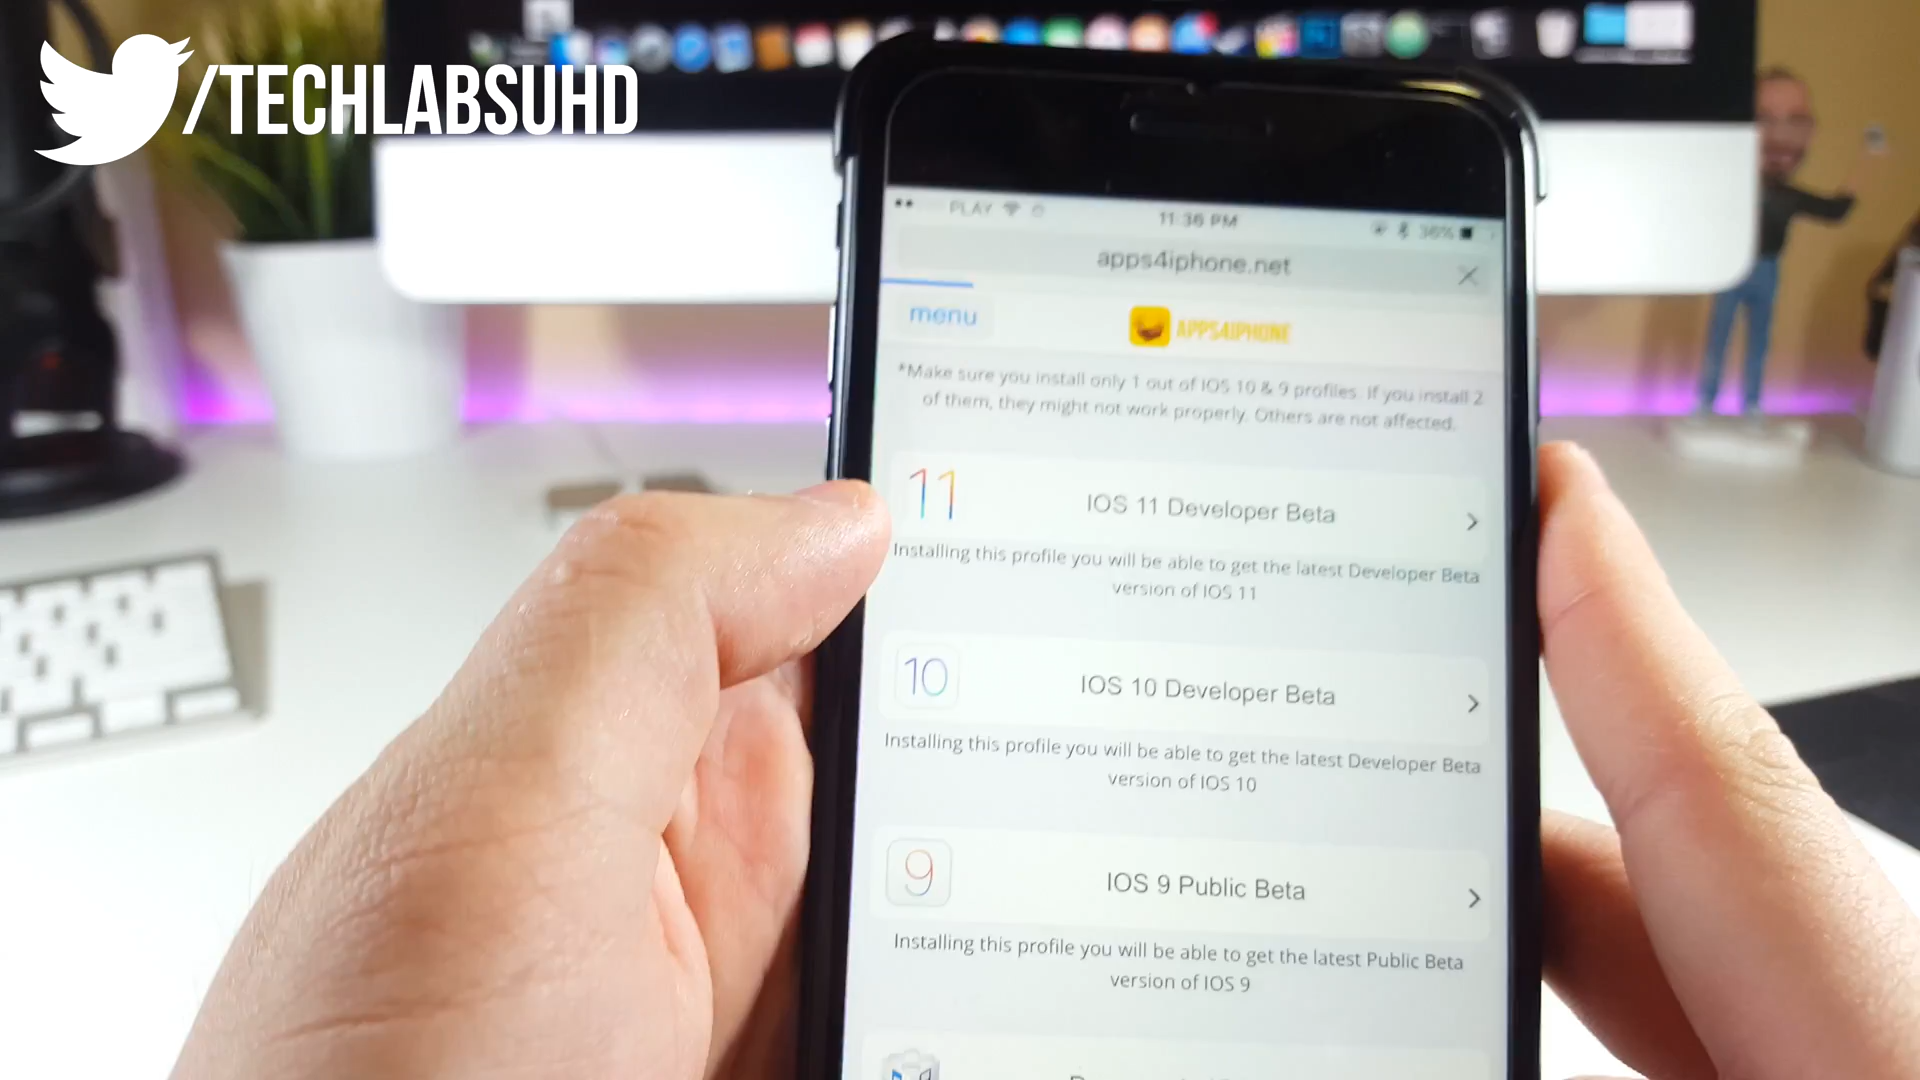 /TECHLABSUHD
PLAY
11:36 PM
36%
apps4iphone.net
menu
APPS4IPHONE
*Make sure you install only 1 out of IOS 10 & 9 profiles. If you install 2
of them, they might not work properly. Others are not affected.
11
IOS 11 Developer Beta
Installing this profile you will be able to get the latest Developer Beta
version of IOS 11
10
IOS 10 Developer Beta
Installing this profile you will be able to get the latest Developer Beta
version of IOS 10
9
IOS 9 Public Beta
Installing this profile you will be able to get the latest Public Beta
version of IOS 9